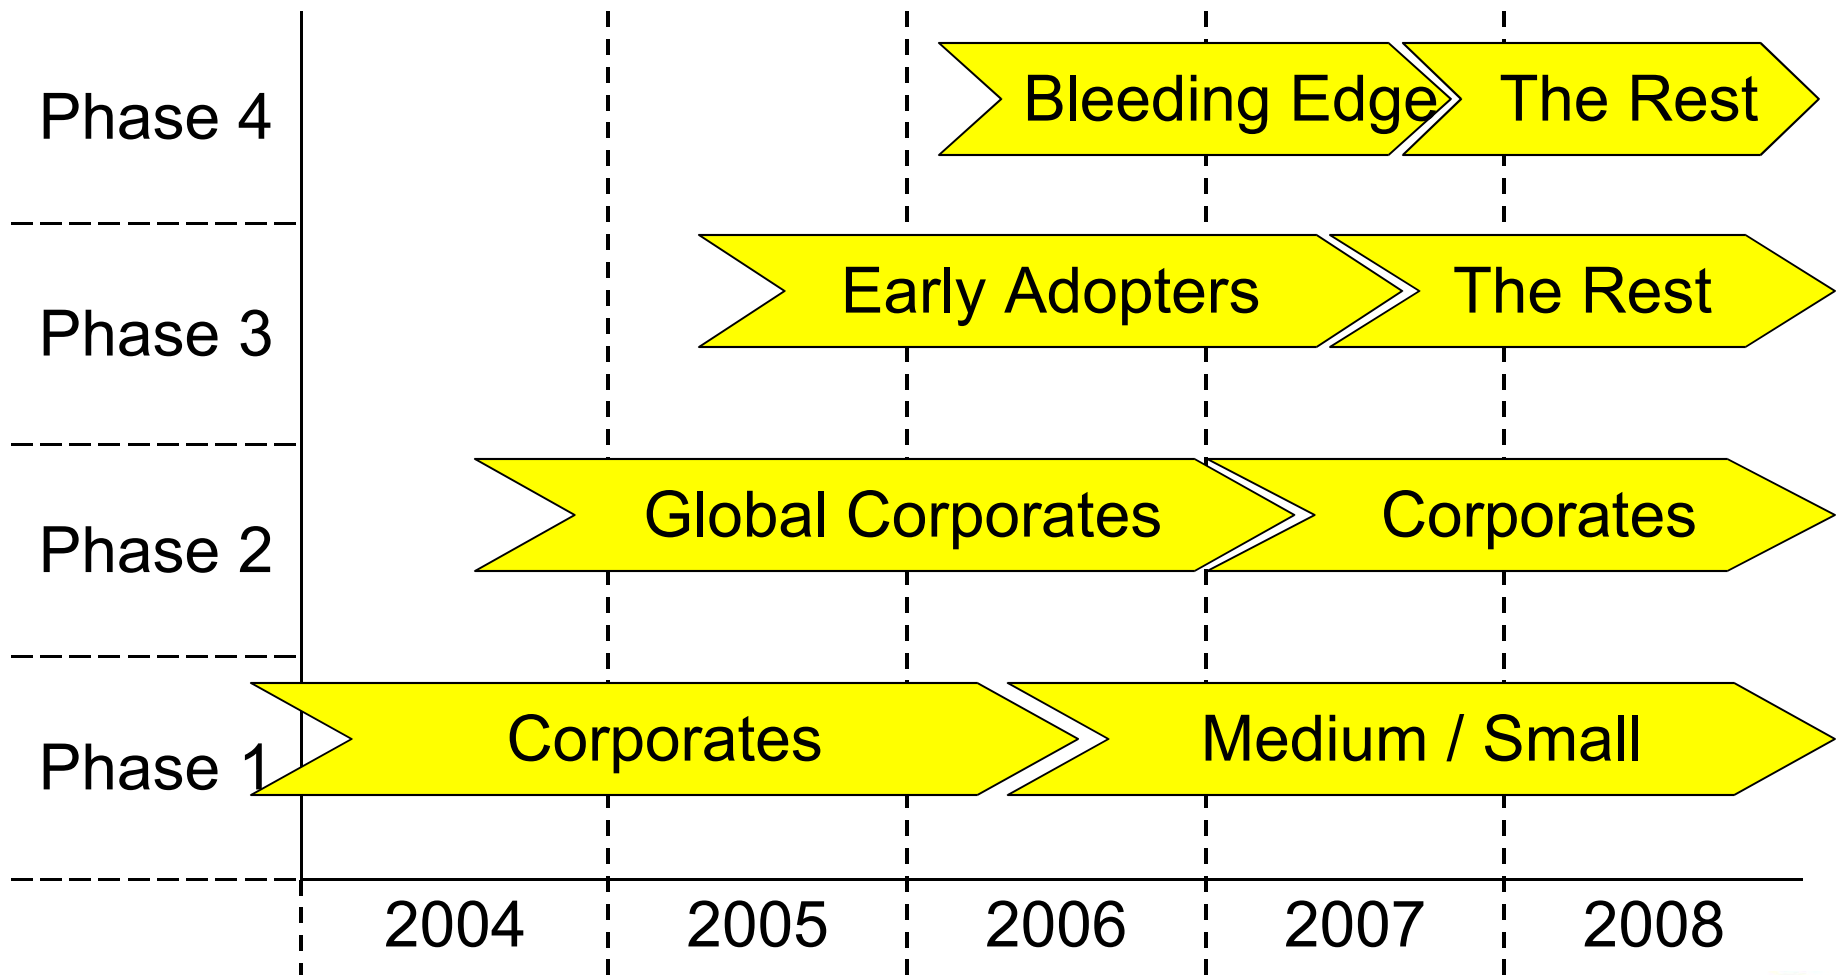 Phase 4
Bleeding Edge
The Rest
Phase 3
Early Adopters
The Rest
Phase 2
Global Corporates
Corporates
Phase 1
Corporates
Medium / Small
2004
2005
2006
2007
2008